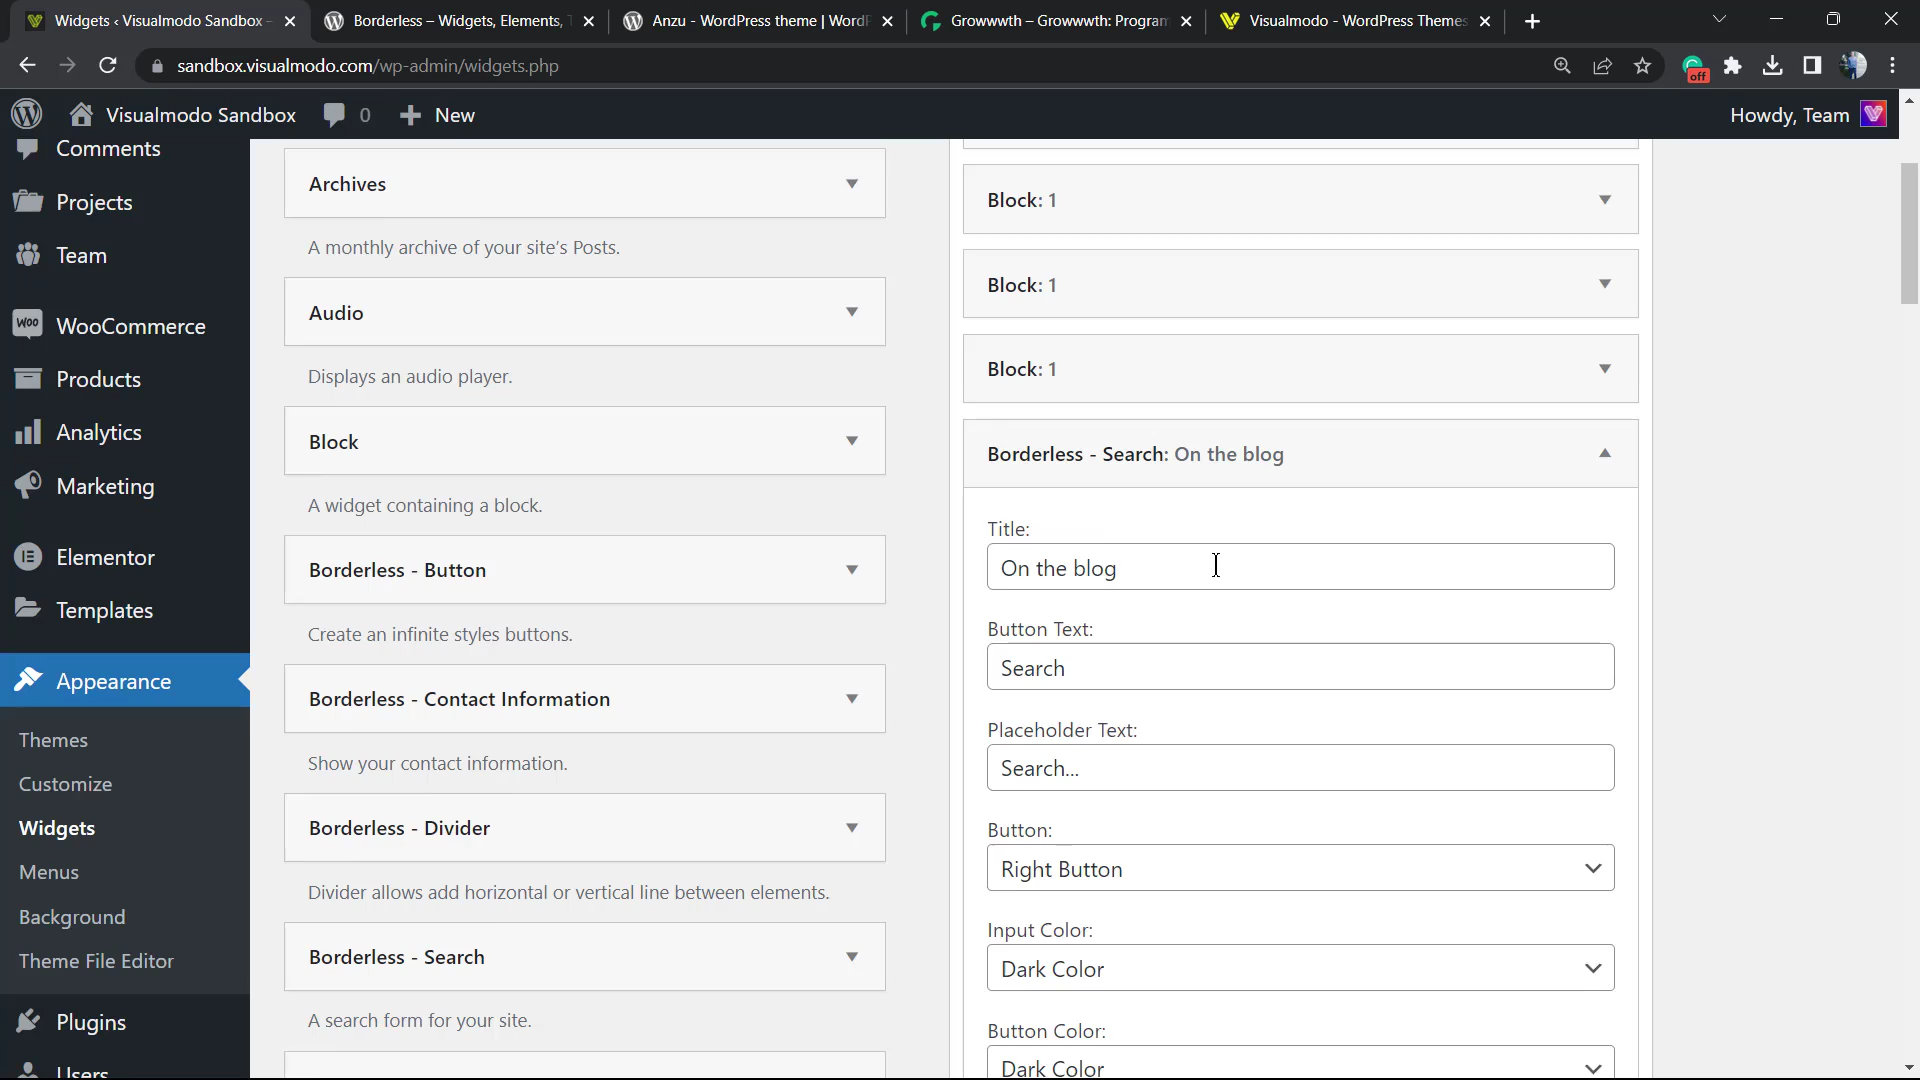 Widgets ‹ Visualmodo Sandbox -
Borderless – Widgets, Elements, T
Anzu - WordPress theme | WordP
Growwwth – Growwwth: Program
Visualmodo - WordPress Themes
sandbox.visualmodo.com/wp-admin/widgets.php
off
Visualmodo Sandbox
0
New
Howdy, Team
Comments
Projects
Team
WOO
WooCommerce
Products
Analytics
Marketing
Elementor
Templates
Appearance
Themes
Customize
Widgets
Menus
Background
Theme File Editor
Plugins
Users
Archives
A monthly archive of your site's Posts.
Audio
Displays an audio player.
Block
A widget containing a block.
Borderless - Button
Create an infinite styles buttons.
Borderless - Contact Information
Show your contact information.
Borderless - Divider
Divider allows add horizontal or vertical line between elements.
Borderless - Search
A search form for your site.
Block: 1
Block: 1
Block: 1
Borderless - Search: On the blog
Title:
On the blog
Button Text:
Search
Placeholder Text:
Search...
Button:
Right Button
Input Color:
Dark Color
Button Color:
Dark Color